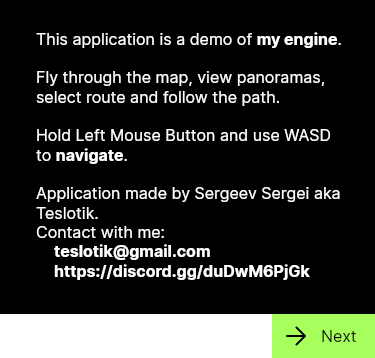 This application is a demo of my engine.
Fly through the map, view panoramas,
select route and follow the path.
Hold Left Mouse Button and use WASD
to navigate.
Application made by Sergeev Sergei aka
Teslotik.
Contact with me:
teslotik@gmail.com
https://discord.gg/duDwM6PjGk
Next